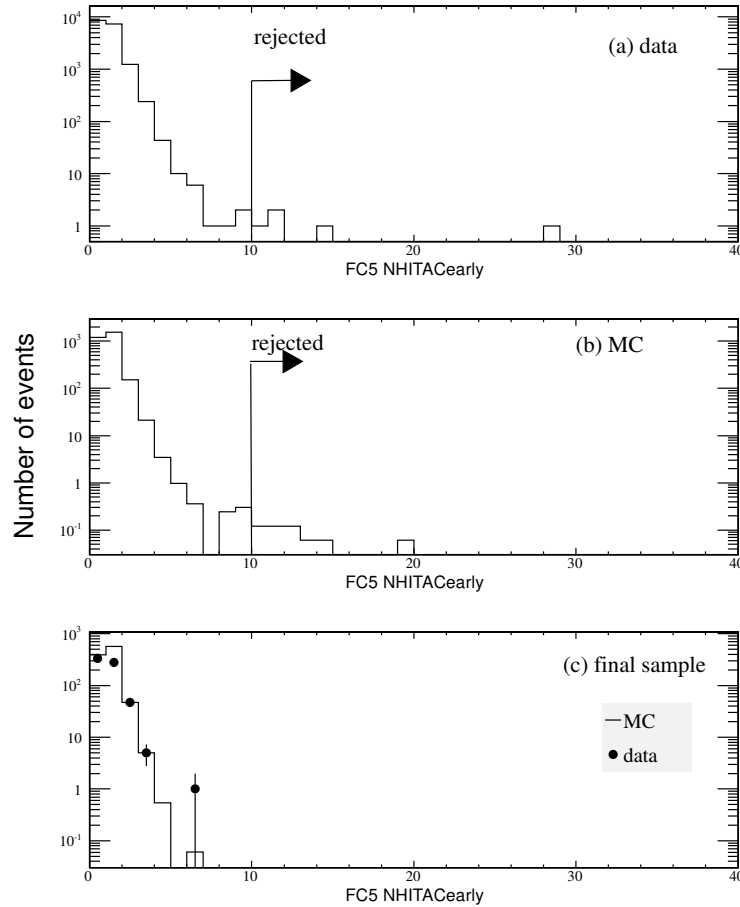 Number of events
10⁴
10³
10²
10
1
rejected
(a) data
0 10 20 30 40
FC5 NHITACearly
10³
10²
10
1
10⁻¹
rejected
(b) MC
0 10 20 30 40
FC5 NHITACearly
10³
10²
10
1
10⁻¹
(c) final sample
MC
data
0 10 20 30 40
FC5 NHITACearly